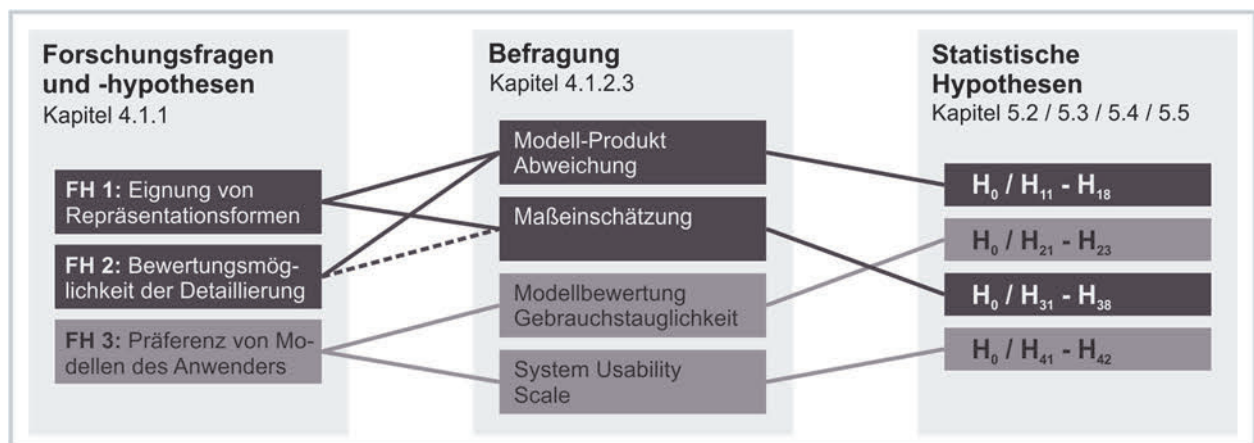 Forschungsfragen
und -hypothesen
Kapitel 4.1.1
FH 1: Eignung von
Repräsentationsformen
FH 2: Bewertungsmög-
lichkeit der Detaillierung
FH 3: Präferenz von Mo-
dellen des Anwenders
Befragung
Kapitel 4.1.2.3
Modell-Produkt
Abweichung
Maßeinschätzung
Modellbewertung
Gebrauchstauglichkeit
System Usability
Scale
Statistische
Hypothesen
Kapitel 5.2 / 5.3 / 5.4 / 5.5
H₀ / H₁₁ - H₁₈
H₀ / H₂₁ - H₂₃
H₀ / H₃₁ - H₃₈
H₀ / H₄₁ - H₄₂